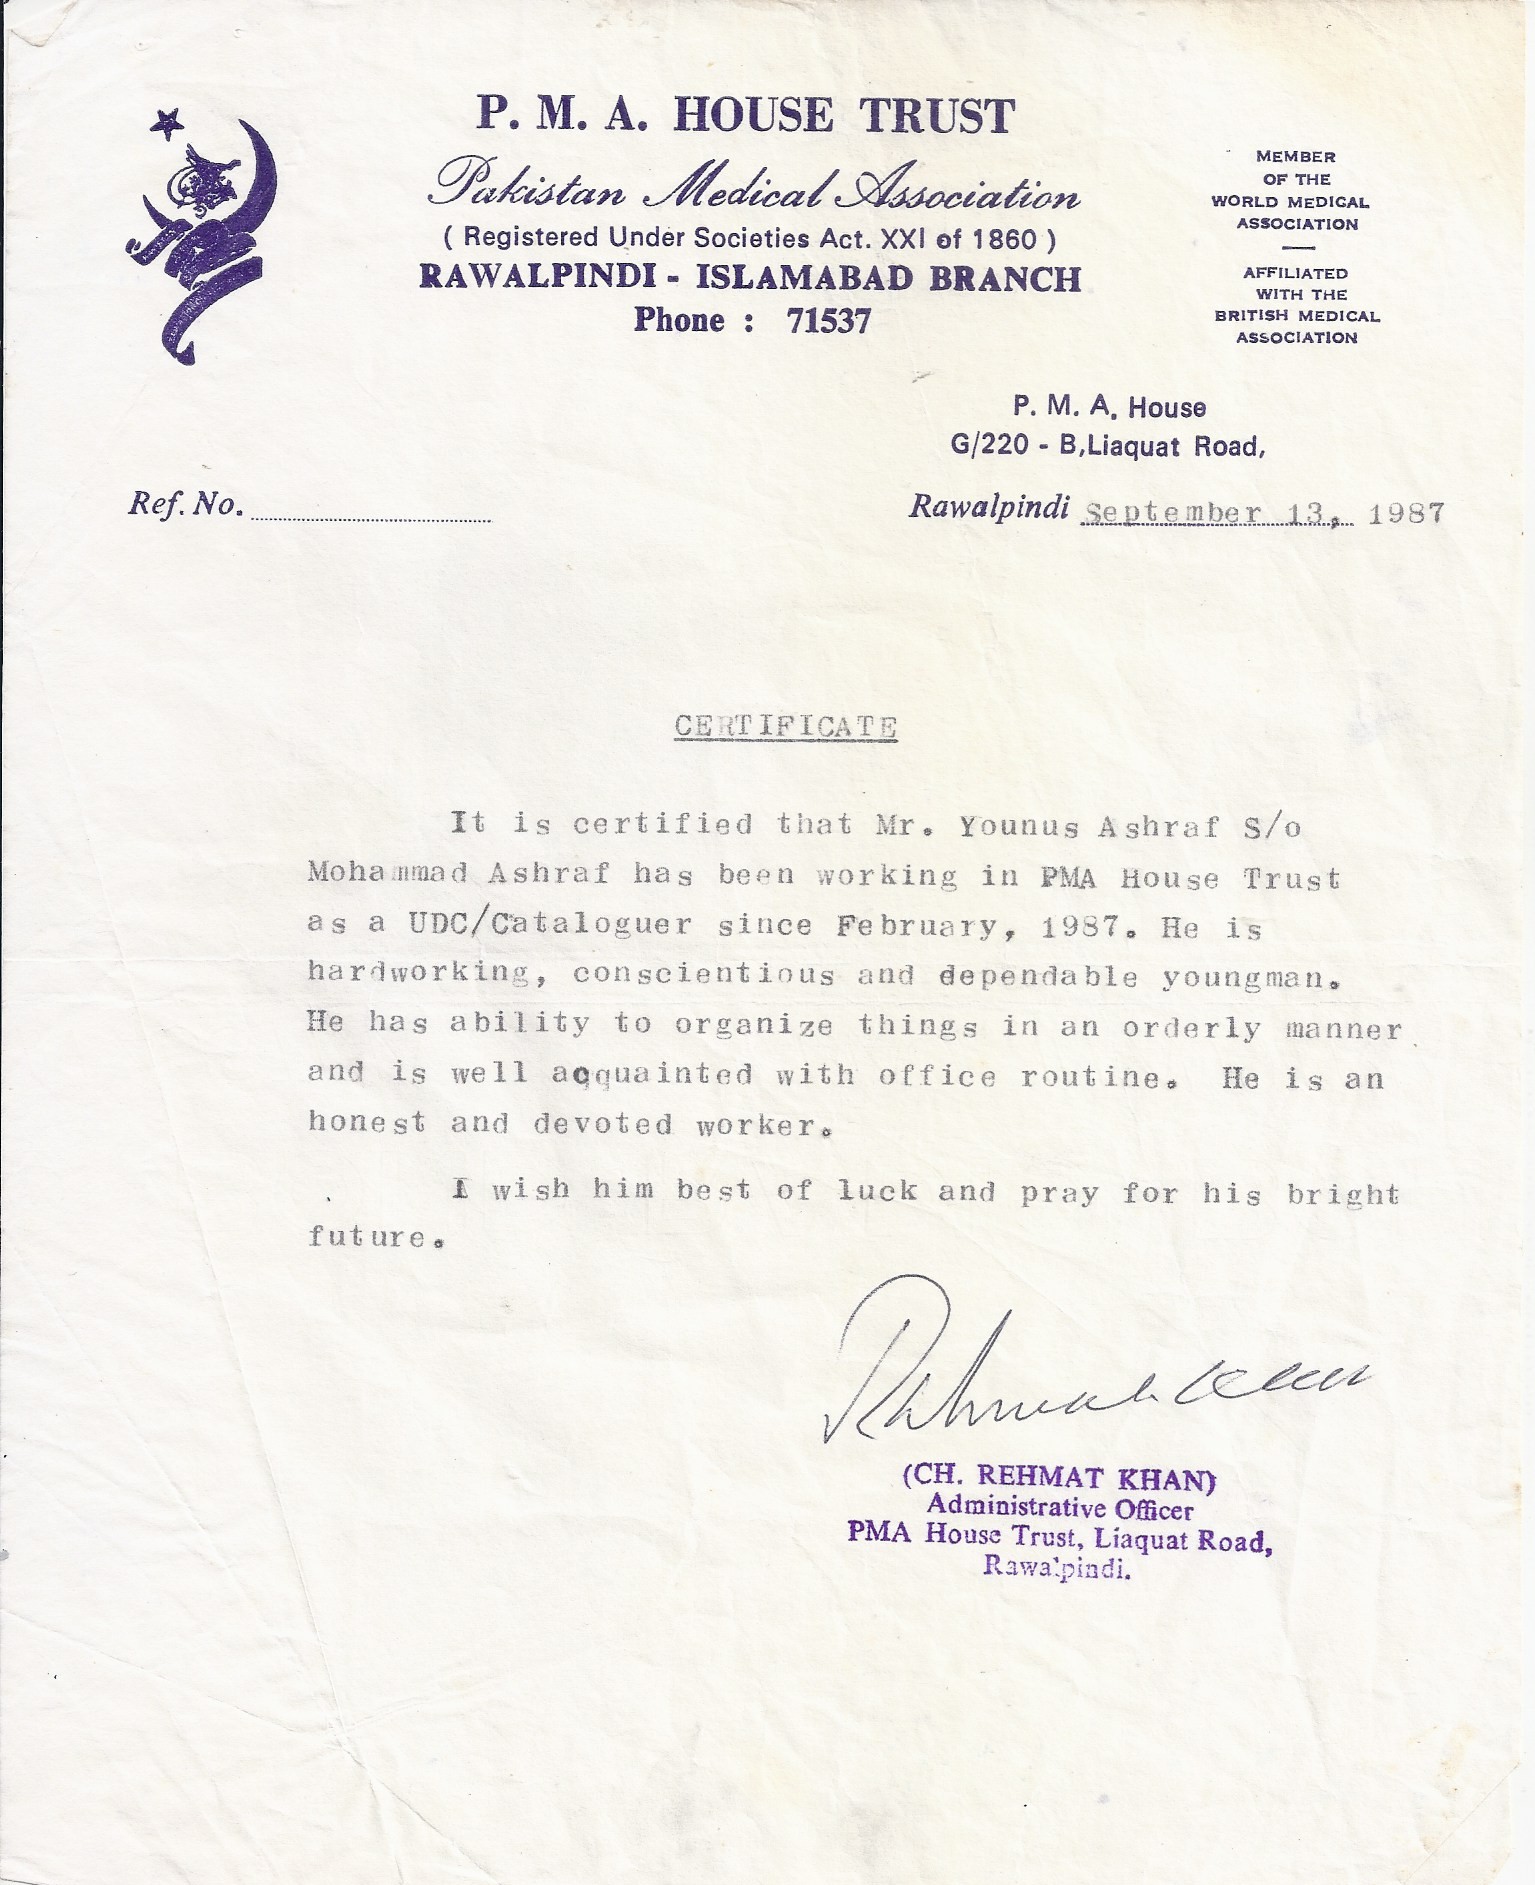 P. M. A. HOUSE TRUST
Pakistan Medical Association
( Registered Under Societies Act. XXI of 1860 )
RAWALPINDI - ISLAMABAD BRANCH
Phone : 71537
MEMBER
OF THE
WORLD MEDICAL
ASSOCIATION
AFFILIATED
WITH THE
BRITISH MEDICAL
ASSOCIATION
P. M. A. House
G/220 - B,Liaquat Road,
Ref. No.
Rawalpindi September 13, 1987
CERTIFICATE
It is certified that Mr. Younus Ashraf S/o
Mohammad Ashraf has been working in PMA House Trust
as a UDC/Cataloguer since February, 1987. He is
hardworking, conscientious and dependable youngman.
He has ability to organize things in an orderly manner
and is well acquainted with office routine. He is an
honest and devoted worker.
I wish him best of luck and pray for his bright
future.
Rehmat Khan
(CH. REHMAT KHAN)
Administrative Officer
PMA House Trust, Liaquat Road,
Rawalpindi.